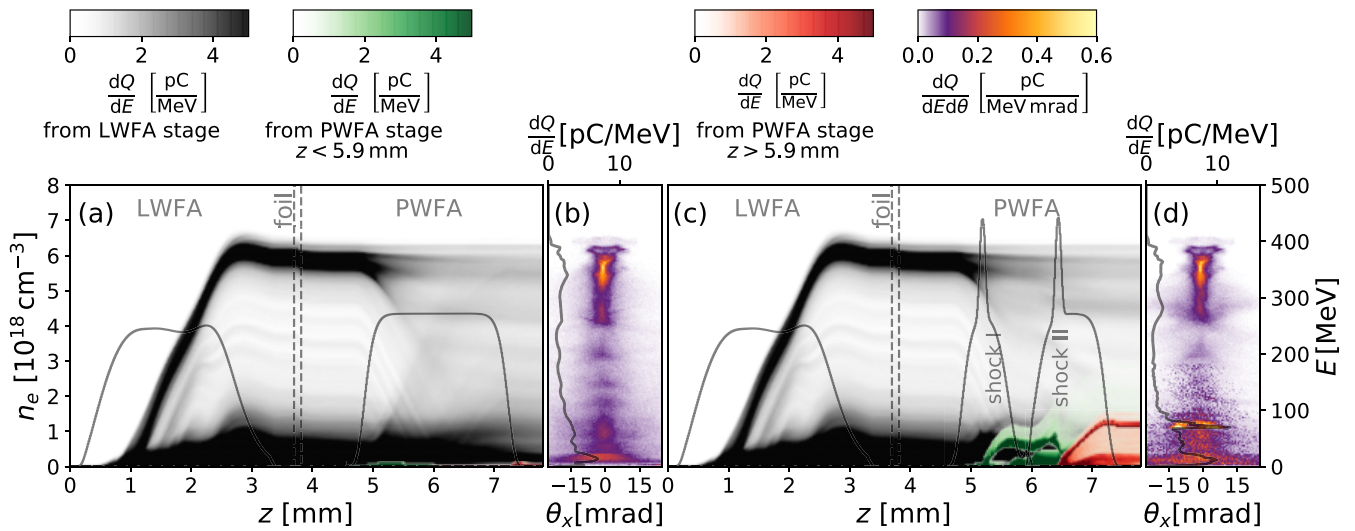 0 2 4
dQ/dE [pC/MeV]
from LWFA stage
0 2 4
dQ/dE [pC/MeV]
from PWFA stage
z < 5.9 mm
0 2 4
dQ/dE [pC/MeV]
from PWFA stage
z > 5.9 mm
0.0 0.2 0.4 0.6
dQ/dEdθ [pC/MeV mrad]
dQ/dE [pC/MeV]
0 10
dQ/dE [pC/MeV]
0 10
(a) LWFA foil PWFA
(b)
(c) LWFA foil PWFA
shock I
shock II
(d)
8
7
6
5
4
3
2
1
0
n_e [10^18 cm^−3]
500
400
300
200
100
0
E [MeV]
0 1 2 3 4 5 6 7
z [mm]
−15 0 15
θ_x [mrad]
0 1 2 3 4 5 6 7
z [mm]
−15 0 15
θ_x [mrad]